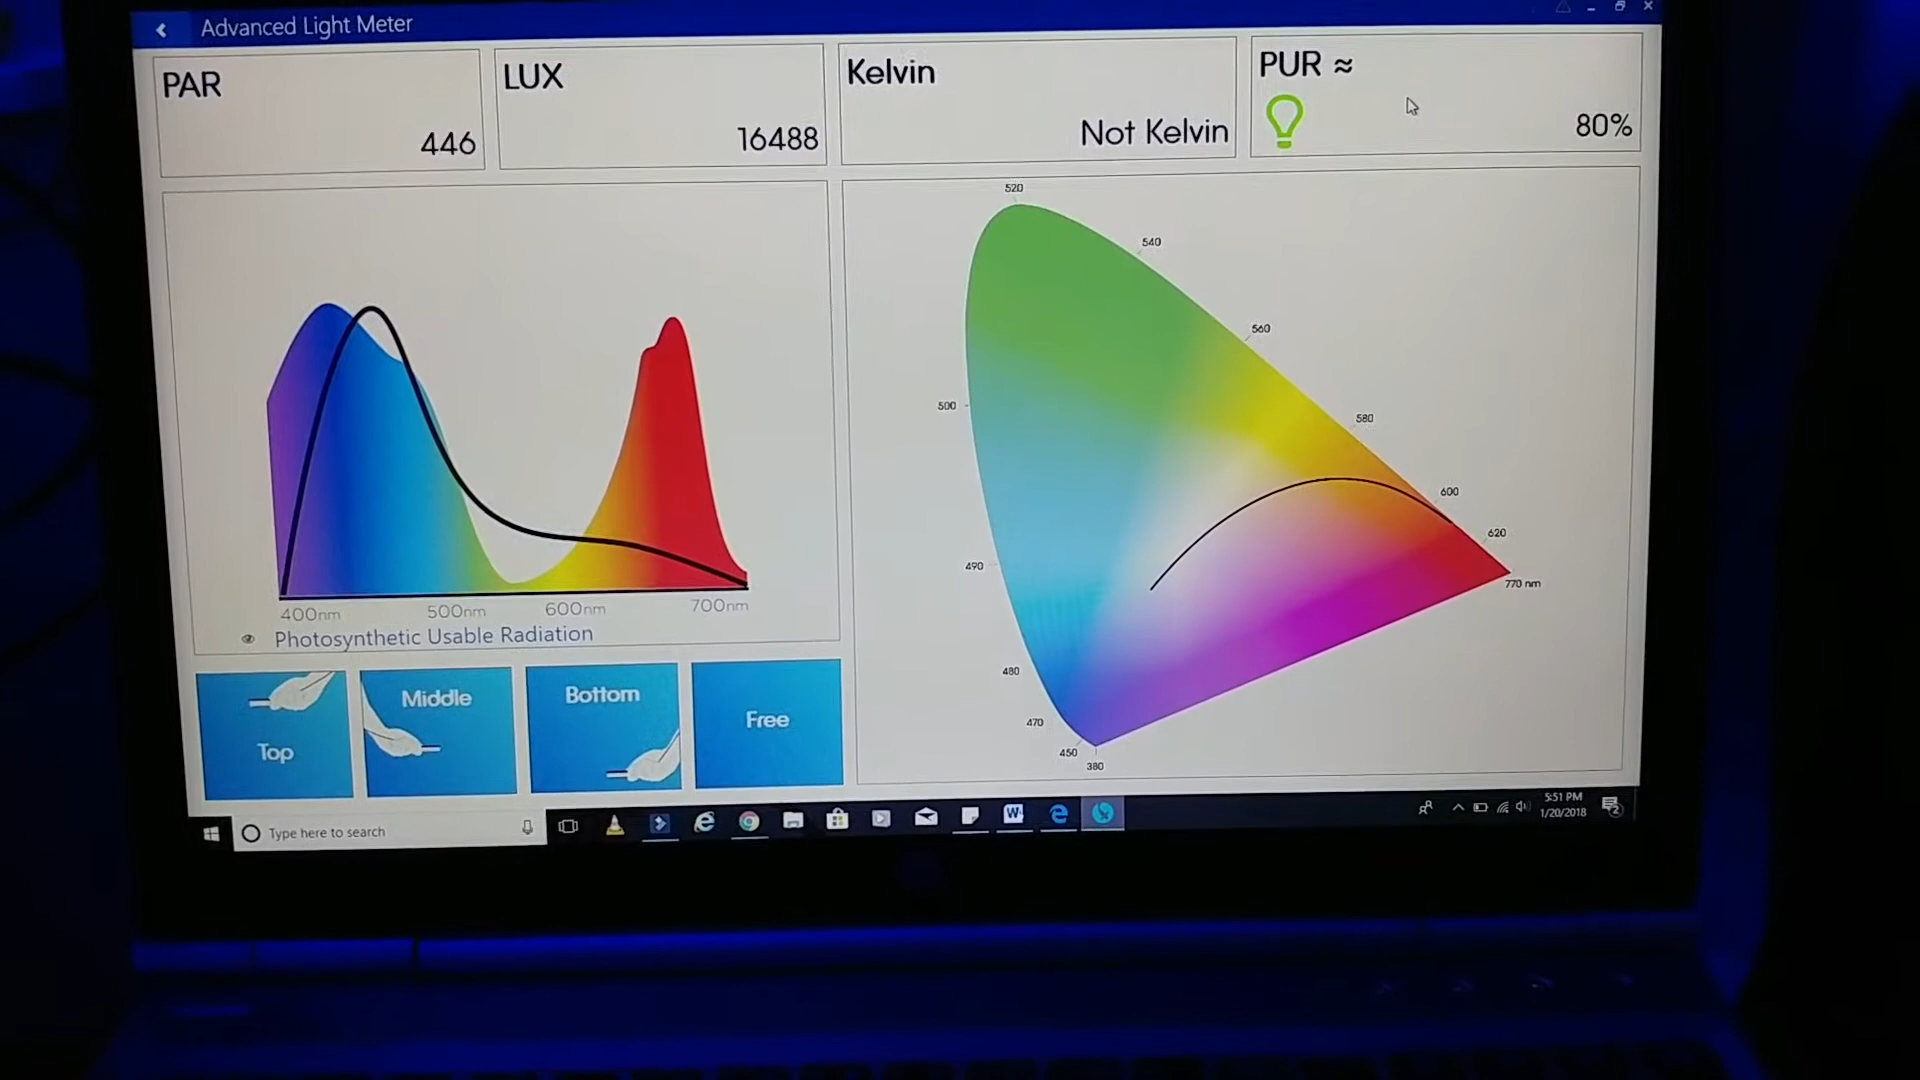 Advanced Light Meter
PAR
446
LUX
16488
Kelvin
Not Kelvin
PUR ≈
80%
400nm 500nm 600nm 700nm
Photosynthetic Usable Radiation
Top
Middle
Bottom
Free
520
540
560
580
600
620
770 nm
500
490
480
470
450
380
Type here to search
5:51 PM
1/20/2018
2